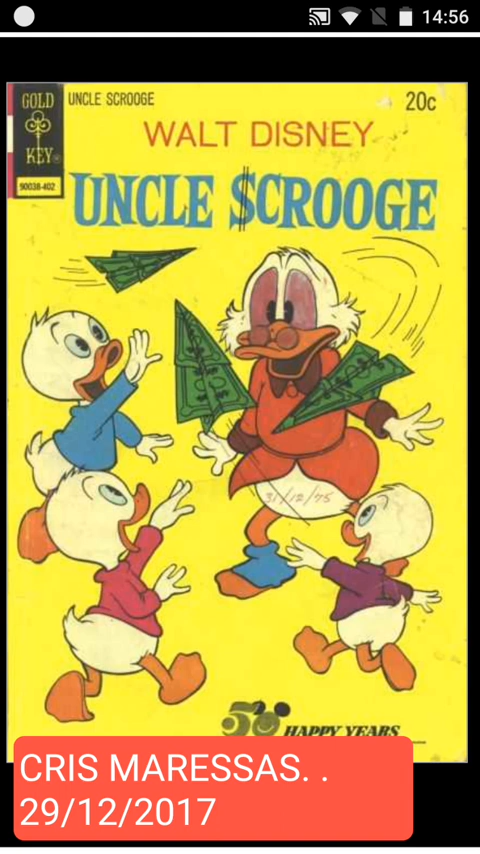 14:56
GOLD
KEY®
90038-402
UNCLE SCROOGE
20c
WALT DISNEY
UNCLE $CROOGE
31/12/75
50 HAPPY YEARS
CRIS MARESSAS. .
29/12/2017